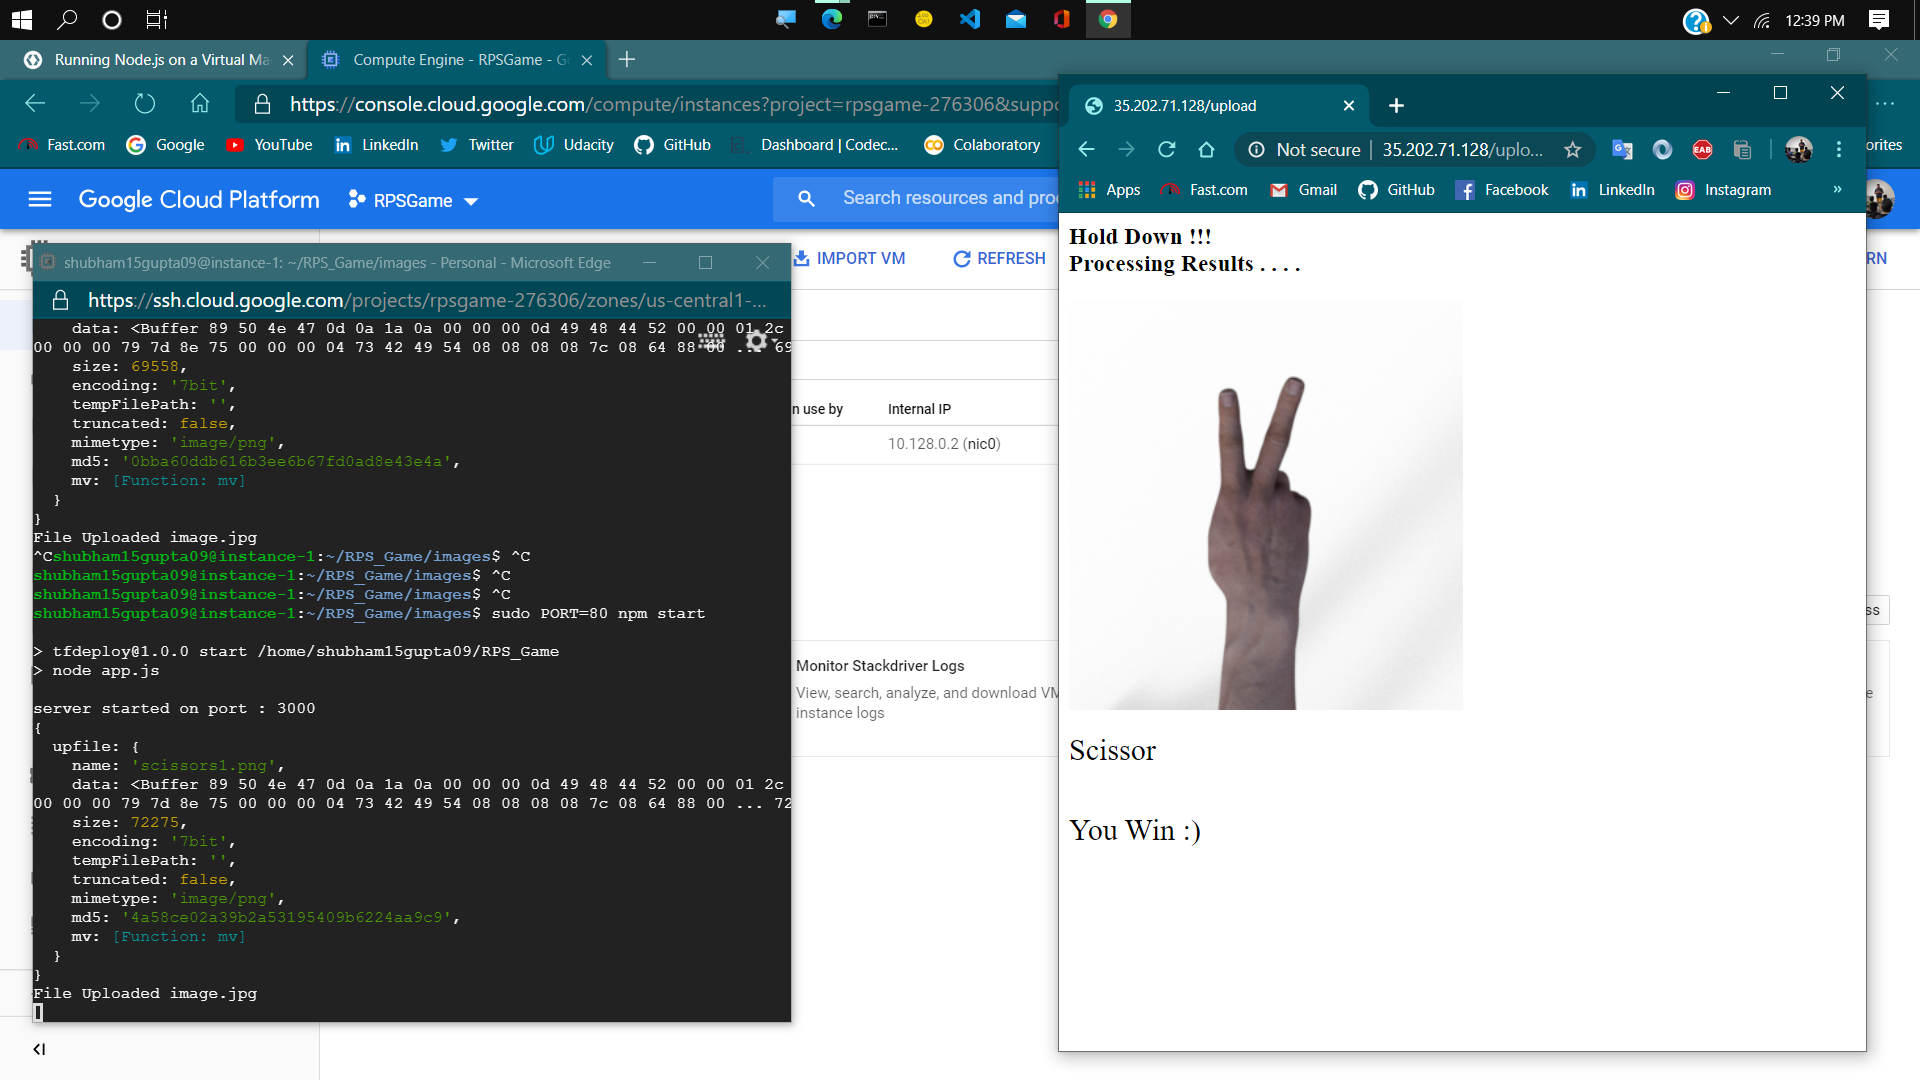 12:39 PM
Running Node.js on a Virtual Ma
Compute Engine - RPSGame - G
https://console.cloud.google.com/compute/instances?project=rpsgame-276306&suppo
Fast.com Google YouTube LinkedIn Twitter Udacity GitHub Dashboard | Codec... Colaboratory
orites
Google Cloud Platform RPSGame
Search resources and pro
IMPORT VM REFRESH
RN
n use by Internal IP
10.128.0.2 (nic0)
ss
Monitor Stackdriver Logs
View, search, analyze, and download VM
instance logs
e
shubham15gupta09@instance-1: ~/RPS_Game/images - Personal - Microsoft Edge
https://ssh.cloud.google.com/projects/rpsgame-276306/zones/us-central1-...
data: <Buffer 89 50 4e 47 0d 0a 1a 0a 00 00 00 0d 49 48 44 52 00 00 01 2c
00 00 00 79 7d 8e 75 00 00 00 04 73 42 49 54 08 08 08 08 7c 08 64 88 00 ... 69
size: 69558,
encoding: '7bit',
tempFilePath: '',
truncated: false,
mimetype: 'image/png',
md5: '0bba60ddb616b3ee6b67fd0ad8e43e4a',
mv: [Function: mv]
}
}
File Uploaded image.jpg
^Cshubham15gupta09@instance-1:~/RPS_Game/images$ ^C
shubham15gupta09@instance-1:~/RPS_Game/images$ ^C
shubham15gupta09@instance-1:~/RPS_Game/images$ ^C
shubham15gupta09@instance-1:~/RPS_Game/images$ sudo PORT=80 npm start
> tfdeploy@1.0.0 start /home/shubham15gupta09/RPS_Game
> node app.js
server started on port : 3000
{
upfile: {
name: 'scissors1.png',
data: <Buffer 89 50 4e 47 0d 0a 1a 0a 00 00 00 0d 49 48 44 52 00 00 01 2c
00 00 00 79 7d 8e 75 00 00 00 04 73 42 49 54 08 08 08 08 7c 08 64 88 00 ... 72
size: 72275,
encoding: '7bit',
tempFilePath: '',
truncated: false,
mimetype: 'image/png',
md5: '4a58ce02a39b2a53195409b6224aa9c9',
mv: [Function: mv]
}
}
File Uploaded image.jpg
35.202.71.128/upload
Not secure | 35.202.71.128/uplo...
EAB
Apps Fast.com Gmail GitHub Facebook LinkedIn Instagram »
Hold Down !!!
Processing Results . . . .
Scissor
You Win :)